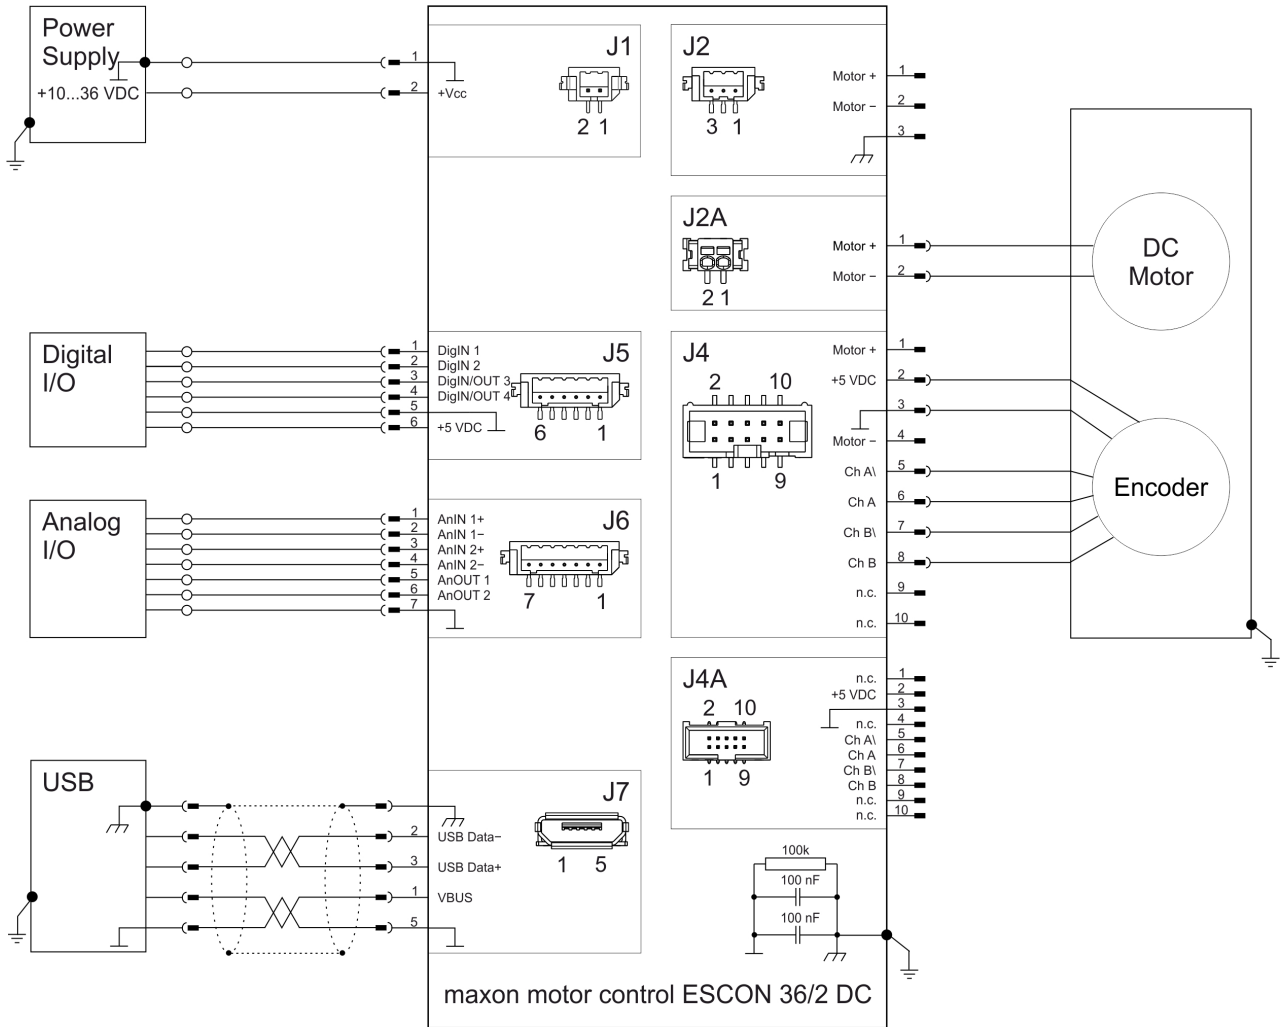 Power
Supply
+10...36 VDC
1
2
+Vcc
J1
2 1
J2
3 1
Motor +
1
Motor −
2
3
J2A
2 1
Motor +
1
Motor −
2
DC
Motor
Digital
I/O
1
DigIN 1
2
DigIN 2
3
DigIN/OUT 3
4
DigIN/OUT 4
5
6
+5 VDC
J5
6 1
J4
2 10
1 9
Motor +
1
+5 VDC
2
3
Motor −
4
Ch A\
5
Ch A
6
Ch B\
7
Ch B
8
n.c.
9
n.c.
10
Encoder
Analog
I/O
1
AnIN 1+
2
AnIN 1−
3
AnIN 2+
4
AnIN 2−
5
AnOUT 1
6
AnOUT 2
7
J6
7 1
J4A
2 10
1 9
n.c.
1
+5 VDC
2
3
n.c.
4
Ch A\
5
Ch A
6
Ch B\
7
Ch B
8
n.c.
9
n.c.
10
USB
2
USB Data−
3
USB Data+
1
VBUS
5
J7
1 5
100k
100 nF
100 nF
maxon motor control ESCON 36/2 DC